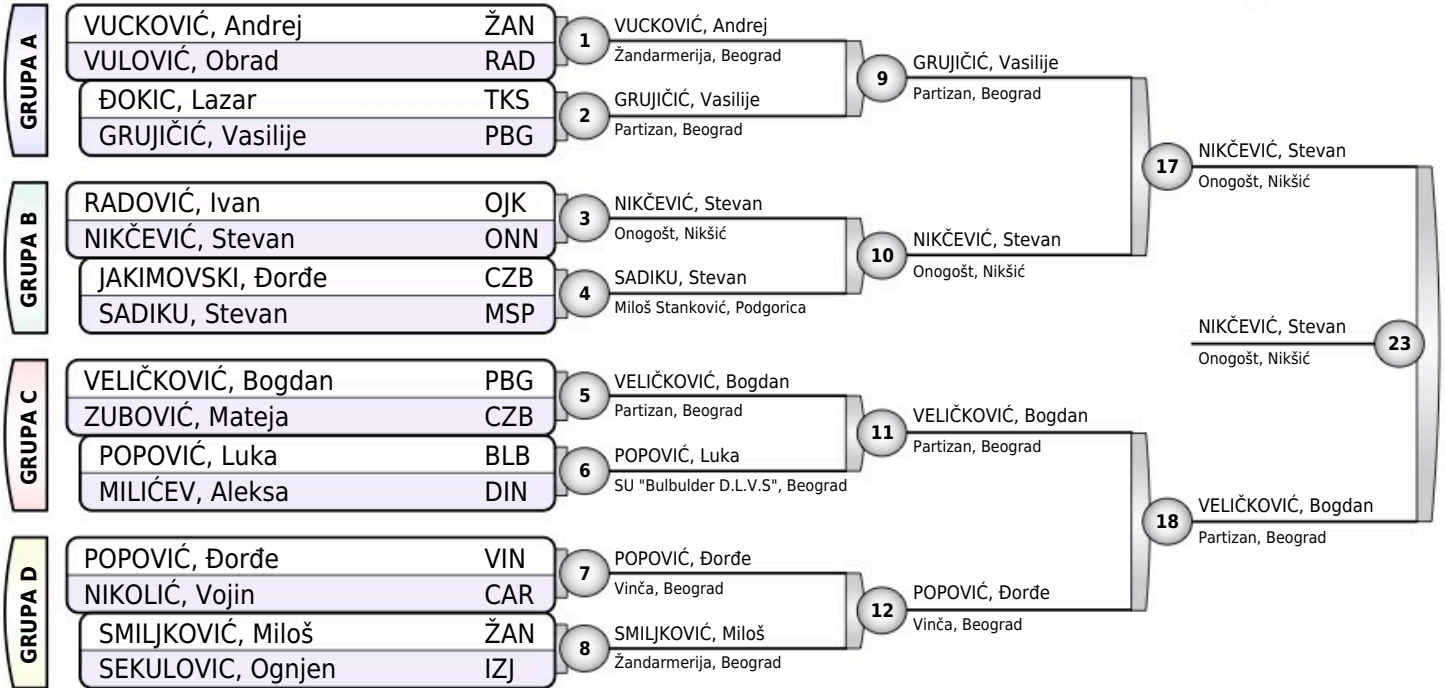 GRUPA A
VUCKOVIĆ, Andrej ŽAN
VULOVIĆ, Obrad RAD
ĐOKIC, Lazar TKS
GRUJIČIĆ, Vasilije PBG
GRUPA B
RADOVIĆ, Ivan OJK
NIKČEVIĆ, Stevan ONN
JAKIMOVSKI, Đorđe CZB
SADIKU, Stevan MSP
GRUPA C
VELIČKOVIĆ, Bogdan PBG
ZUBOVIĆ, Mateja CZB
POPOVIĆ, Luka BLB
MILIĆEV, Aleksa DIN
GRUPA D
POPOVIĆ, Đorđe VIN
NIKOLIĆ, Vojin CAR
SMILJKOVIĆ, Miloš ŽAN
SEKULOVIC, Ognjen IZJ
1
VUCKOVIĆ, Andrej
Žandarmerija, Beograd
2
GRUJIČIĆ, Vasilije
Partizan, Beograd
3
NIKČEVIĆ, Stevan
Onogošt, Nikšić
4
SADIKU, Stevan
Miloš Stanković, Podgorica
5
VELIČKOVIĆ, Bogdan
Partizan, Beograd
6
POPOVIĆ, Luka
SU "Bulbulder D.L.V.S", Beograd
7
POPOVIĆ, Đorđe
Vinča, Beograd
8
SMILJKOVIĆ, Miloš
Žandarmerija, Beograd
9
GRUJIČIĆ, Vasilije
Partizan, Beograd
10
NIKČEVIĆ, Stevan
Onogošt, Nikšić
11
VELIČKOVIĆ, Bogdan
Partizan, Beograd
12
POPOVIĆ, Đorđe
Vinča, Beograd
17
NIKČEVIĆ, Stevan
Onogošt, Nikšić
18
VELIČKOVIĆ, Bogdan
Partizan, Beograd
NIKČEVIĆ, Stevan
Onogošt, Nikšić
23